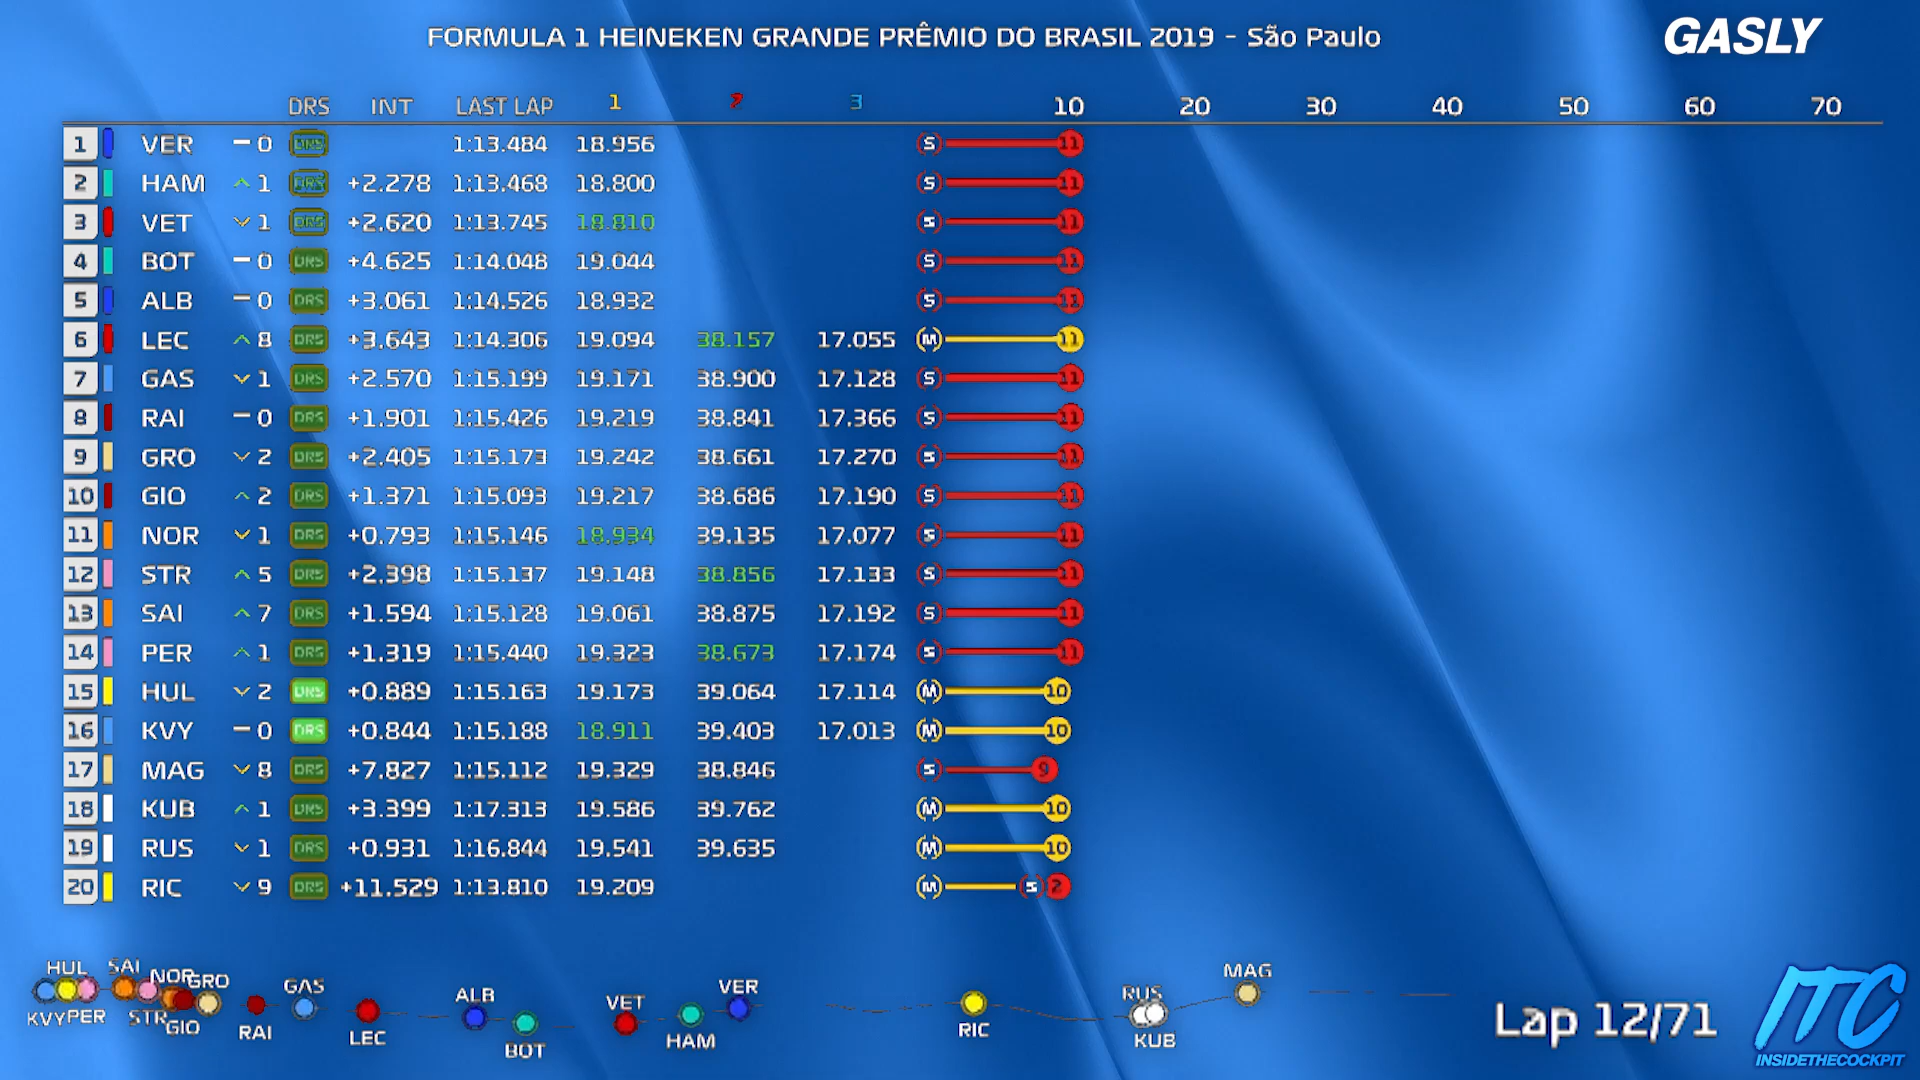 FORMULA 1 HEINEKEN GRANDE PRÊMIO DO BRASIL 2019 - São Paulo
GASLY
DRS INT LAST LAP 1 2 3 10 20 30 40 50 60 70
1 VER 0 DRS 1:13.484 18.956 S 11
2 HAM 1 DRS +2.278 1:13.468 18.800 S 11
3 VET 1 DRS +2.620 1:13.745 18.810 S 11
4 BOT 0 DRS +4.625 1:14.048 19.044 S 11
5 ALB 0 DRS +3.061 1:14.526 18.932 S 11
6 LEC 8 DRS +3.643 1:14.306 19.094 38.157 17.055 M 11
7 GAS 1 DRS +2.570 1:15.199 19.171 38.900 17.128 S 11
8 RAI 0 DRS +1.901 1:15.426 19.219 38.841 17.366 S 11
9 GRO 2 DRS +2.405 1:15.173 19.242 38.661 17.270 S 11
10 GIO 2 DRS +1.371 1:15.093 19.217 38.686 17.190 S 11
11 NOR 1 DRS +0.793 1:15.146 18.934 39.135 17.077 S 11
12 STR 5 DRS +2.398 1:15.137 19.148 38.856 17.133 S 11
13 SAI 7 DRS +1.594 1:15.128 19.061 38.875 17.192 S 11
14 PER 1 DRS +1.319 1:15.440 19.323 38.673 17.174 S 11
15 HUL 2 DRS +0.889 1:15.163 19.173 39.064 17.114 M 10
16 KVY 0 DRS +0.844 1:15.188 18.911 39.403 17.013 M 10
17 MAG 8 DRS +7.827 1:15.112 19.329 38.846 S 9
18 KUB 1 DRS +3.399 1:17.313 19.586 39.762 M 10
19 RUS 1 DRS +0.931 1:16.844 19.541 39.635 M 10
20 RIC 9 DRS +11.529 1:13.810 19.209 M S 2
HUL SAI NOR GRO GAS ALB VET VER RUS MAG
KVY PER STR GIO RAI LEC BOT HAM RIC KUB
Lap 12/71
ITC
INSIDETHECOCKPIT